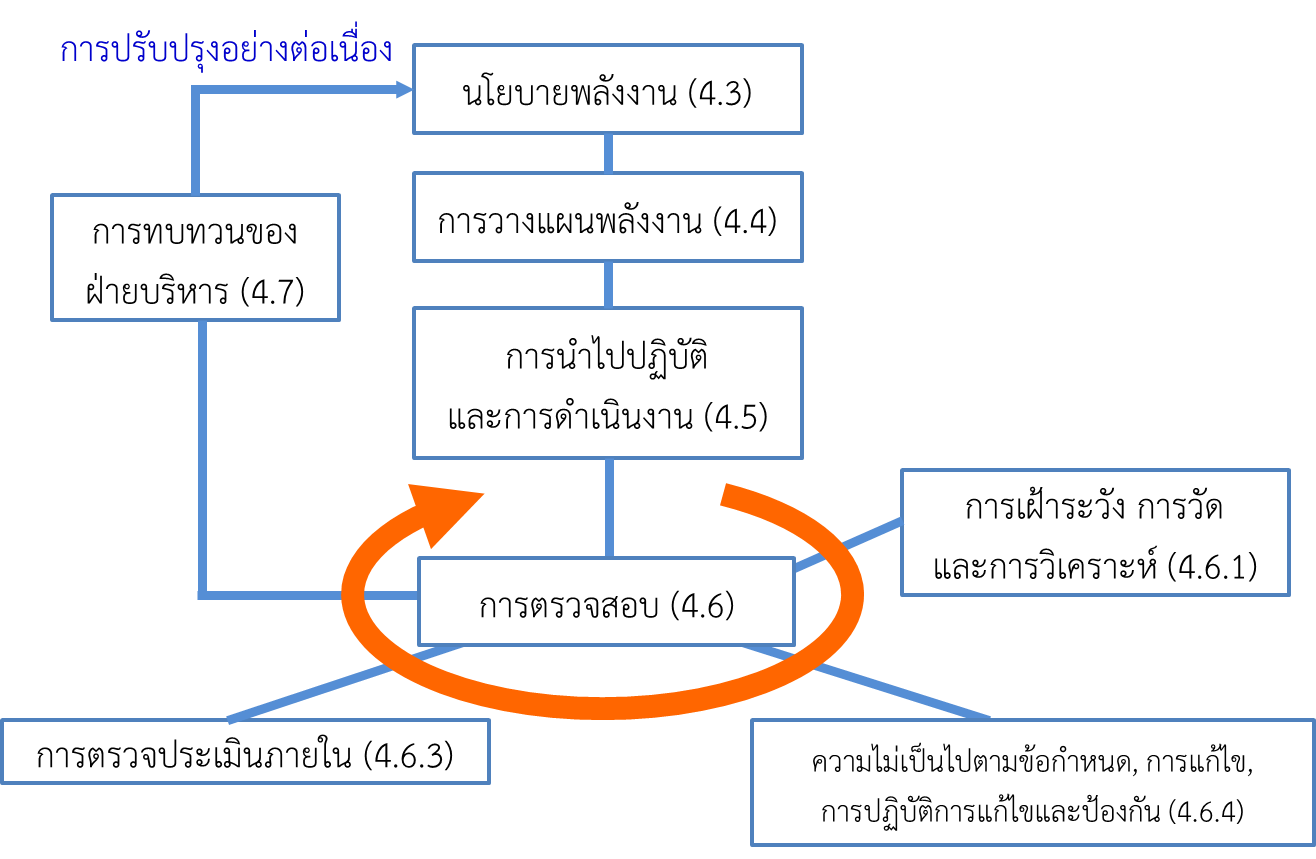 การปรับปรุงอย่างต่อเนื่อง
นโยบายพลังงาน (4.3)
การวางแผนพลังงาน (4.4)
การทบทวนของ
ฝ่ายบริหาร (4.7)
การนำไปปฏิบัติ
และการดำเนินงาน (4.5)
การเฝ้าระวัง การวัด
และการวิเคราะห์ (4.6.1)
การตรวจสอบ (4.6)
การตรวจประเมินภายใน (4.6.3)
ความไม่เป็นไปตามข้อกำหนด, การแก้ไข,
การปฏิบัติการแก้ไขและป้องกัน (4.6.4)